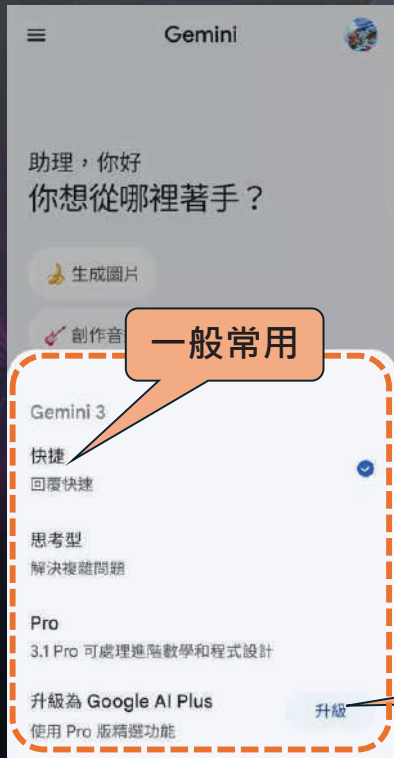 Gemini
助理，你好
你想從哪裡著手？
生成圖片
創作音
一般常用
Gemini 3
快捷
回覆快速
思考型
解決複雜問題
Pro
3.1 Pro 可處理進階數學和程式設計
升級為 Google AI Plus
使用 Pro 版精選功能
升級